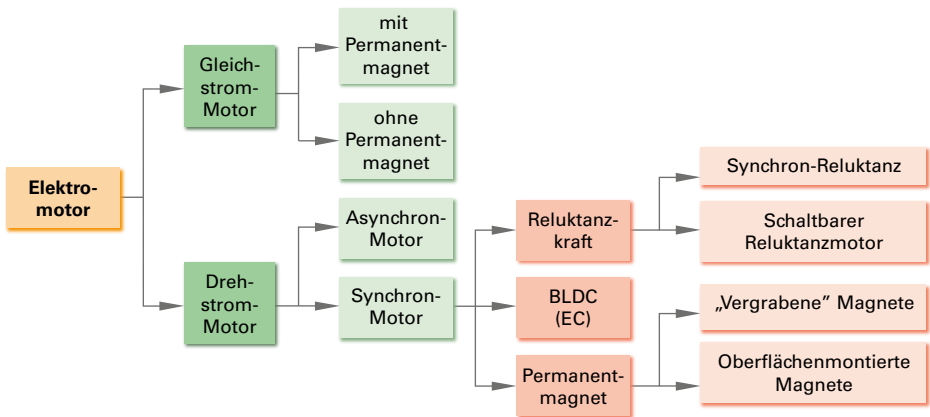 Elektro-
motor
Gleich-
strom-
Motor
mit
Permanent-
magnet
ohne
Permanent-
magnet
Dreh-
strom-
Motor
Asynchron-
Motor
Synchron-
Motor
Reluktanz-
kraft
Synchron-Reluktanz
Schaltbarer
Reluktanzmotor
BLDC
(EC)
Permanent-
magnet
„Vergrabene” Magnete
Oberflächenmontierte
Magnete